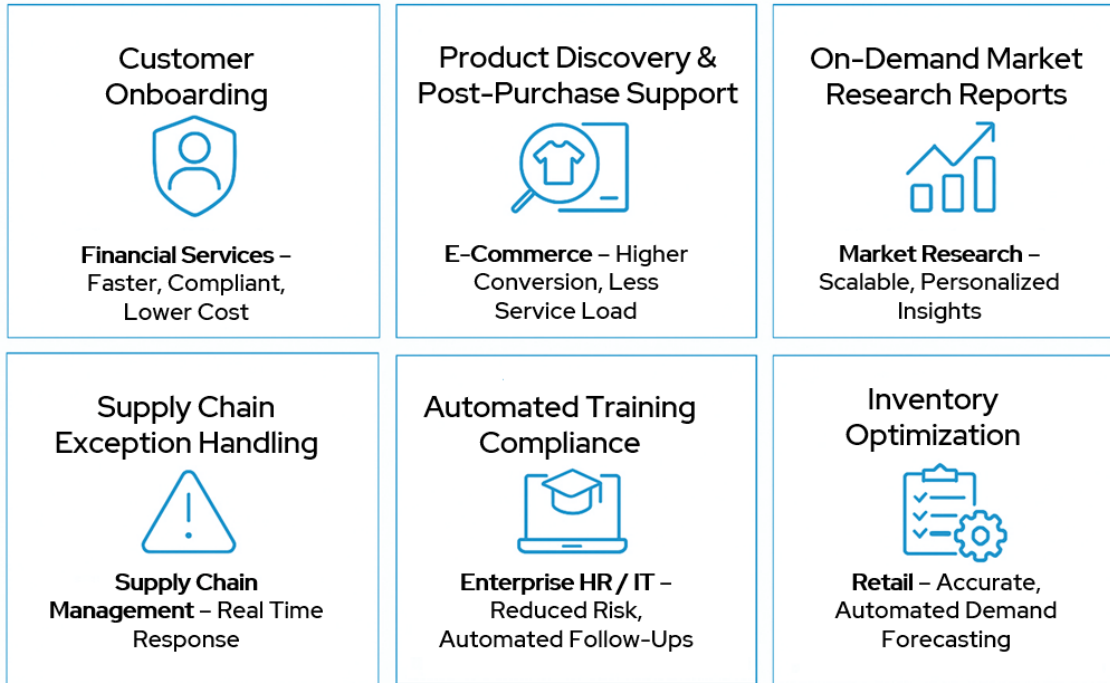 Customer
Onboarding
Financial Services –
Faster, Compliant,
Lower Cost
Product Discovery &
Post-Purchase Support
E-Commerce – Higher
Conversion, Less
Service Load
On-Demand Market
Research Reports
Market Research –
Scalable, Personalized
Insights
Supply Chain
Exception Handling
Supply Chain
Management – Real Time
Response
Automated Training
Compliance
Enterprise HR / IT –
Reduced Risk,
Automated Follow-Ups
Inventory
Optimization
Retail – Accurate,
Automated Demand
Forecasting